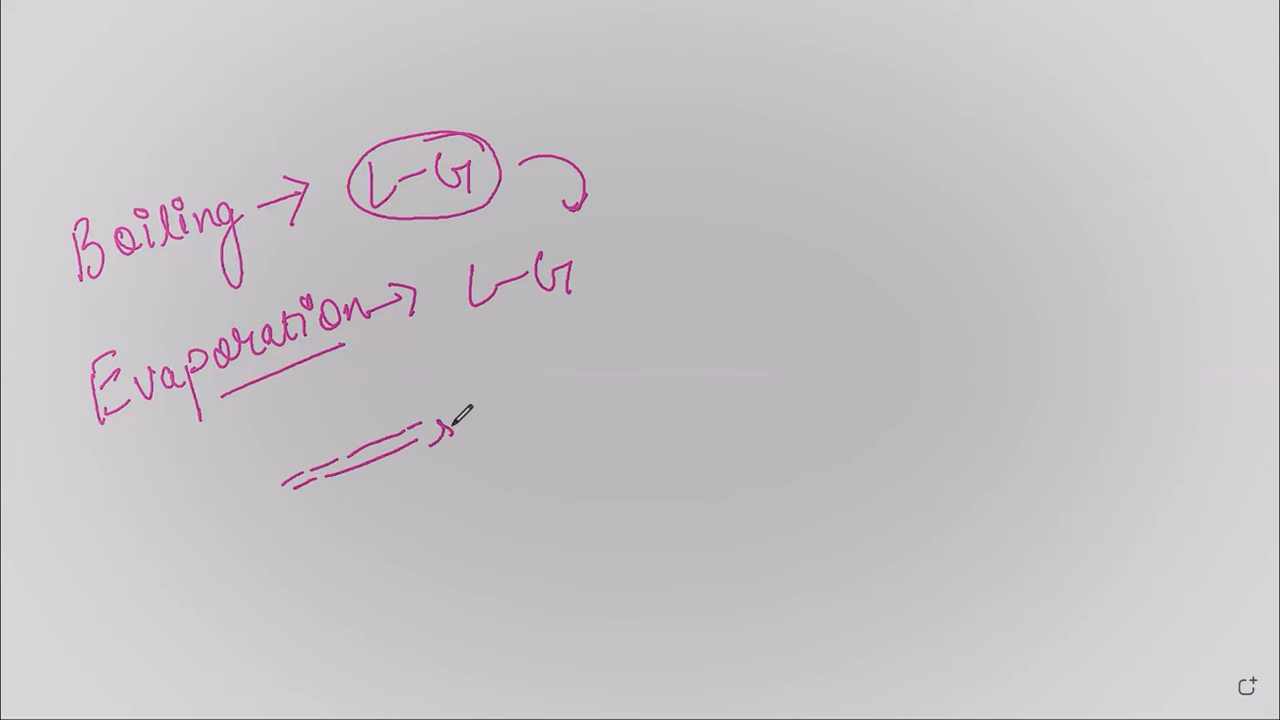 Boiling → L-G
Evaporation → L-G